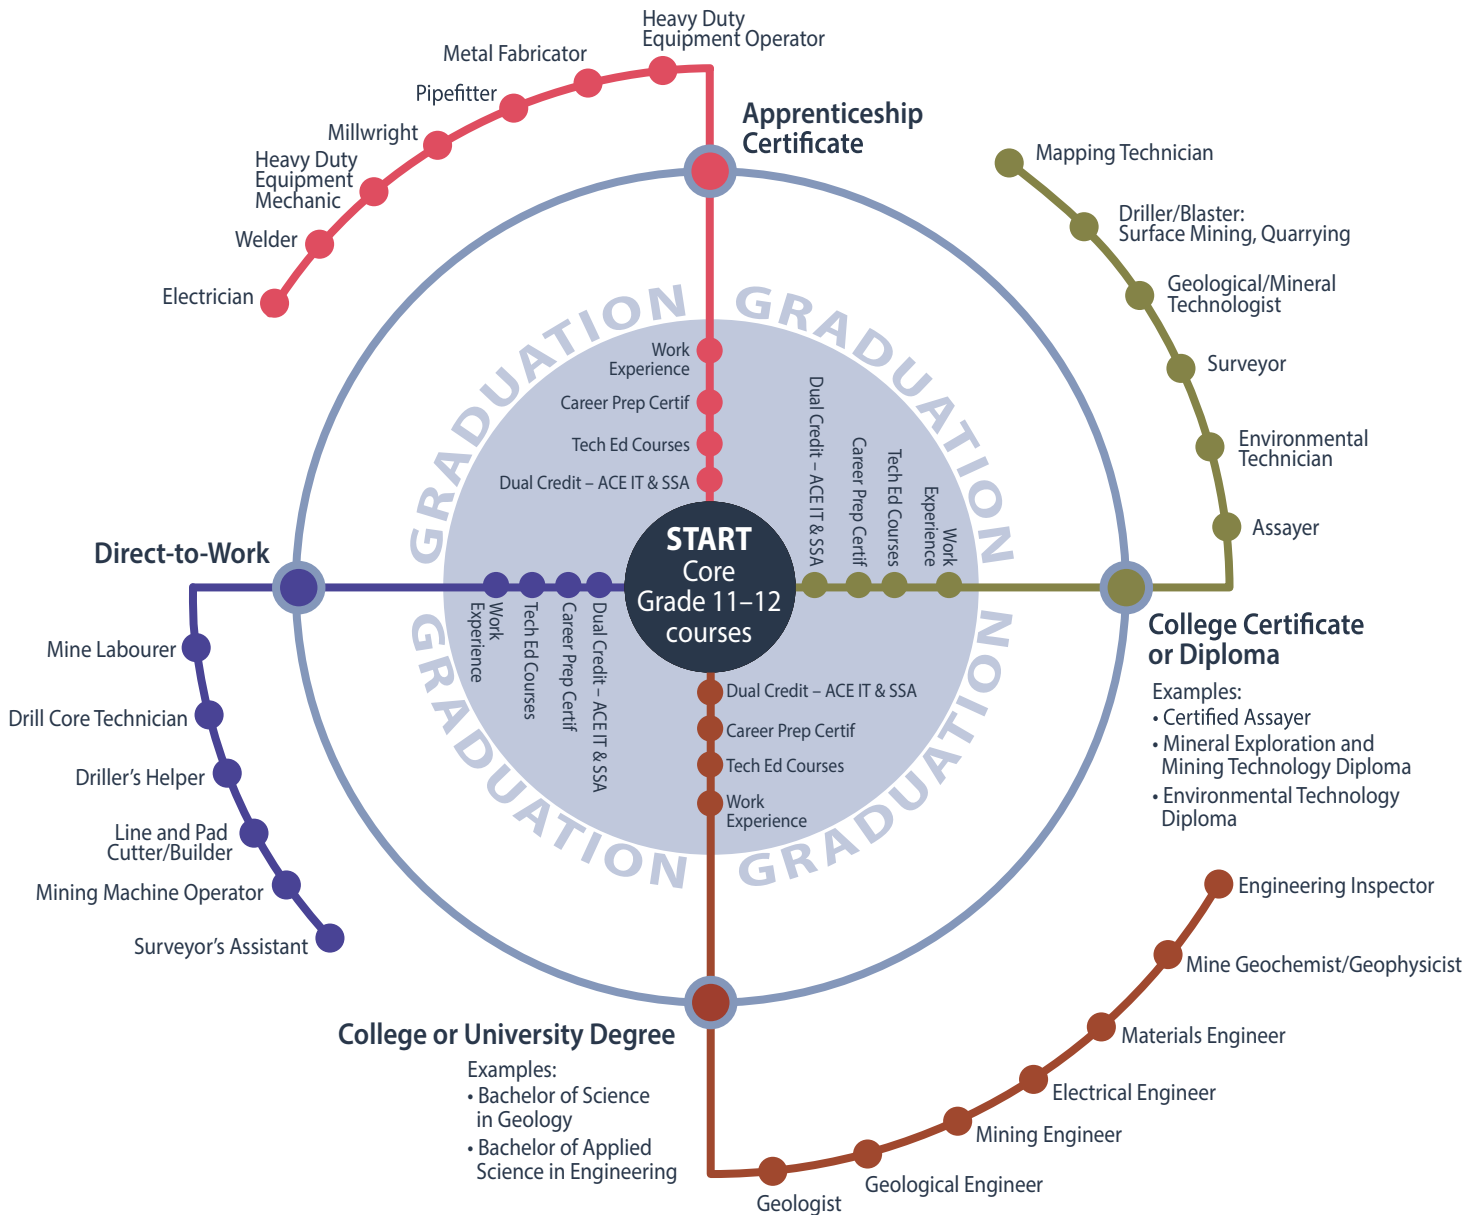 Heavy Duty
Equipment Operator
Metal Fabricator
Pipefitter
Millwright
Heavy Duty
Equipment
Mechanic
Welder
Electrician
Apprenticeship
Certificate
Mapping Technician
Driller/Blaster:
Surface Mining, Quarrying
Geological/Mineral
Technologist
Surveyor
Environmental
Technician
Assayer
GRADUATION
GRADUATION
Work
Experience
Career Prep Certif
Tech Ed Courses
Dual Credit – ACE IT & SSA
Dual Credit – ACE IT & SSA
Career Prep Certif
Tech Ed Courses
Work
Experience
START
Core
Grade 11–12
courses
Direct-to-Work
Mine Labourer
Drill Core Technician
Driller's Helper
Line and Pad
Cutter/Builder
Mining Machine Operator
Surveyor's Assistant
Work
Experience
Tech Ed Courses
Career Prep Certif
Dual Credit – ACE IT & SSA
Dual Credit – ACE IT & SSA
Career Prep Certif
Tech Ed Courses
Work
Experience
GRADUATION
GRADUATION
College Certificate
or Diploma
Examples:
• Certified Assayer
• Mineral Exploration and
Mining Technology Diploma
• Environmental Technology
Diploma
College or University Degree
Examples:
• Bachelor of Science
in Geology
• Bachelor of Applied
Science in Engineering
Engineering Inspector
Mine Geochemist/Geophysicist
Materials Engineer
Electrical Engineer
Mining Engineer
Geological Engineer
Geologist